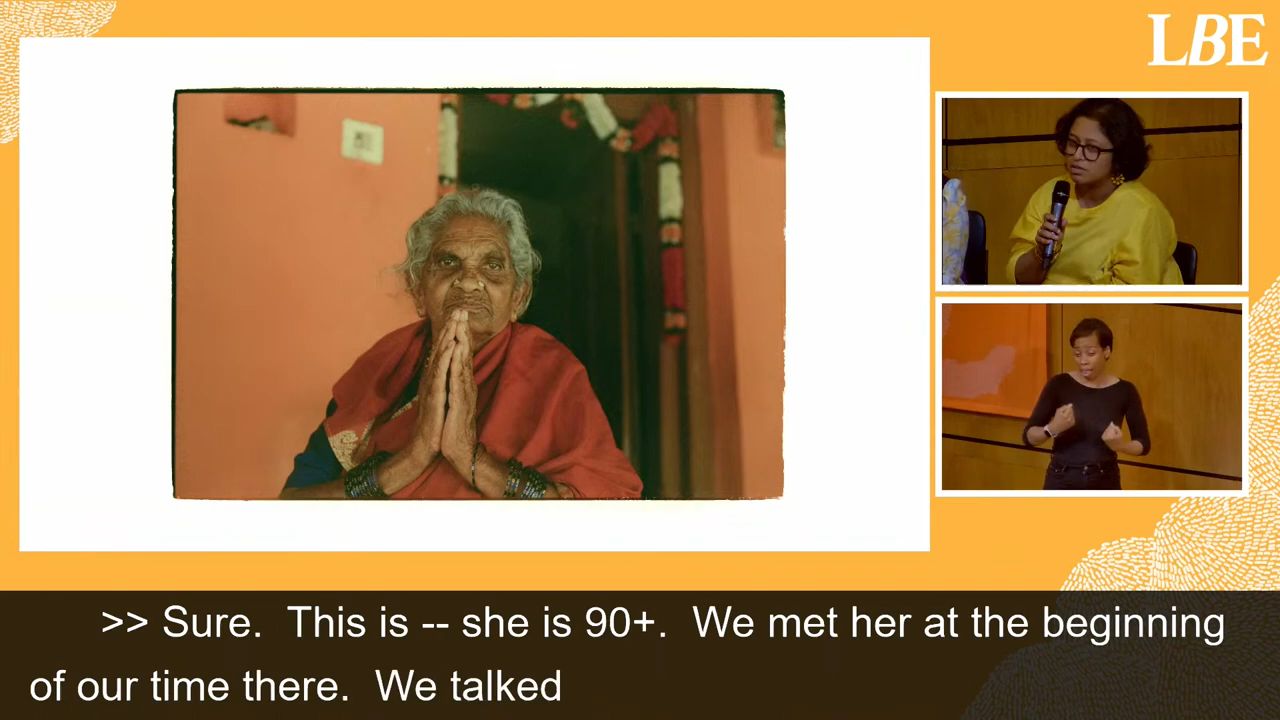 LBE
>> Sure. This is -- she is 90+. We met her at the beginning
of our time there. We talked